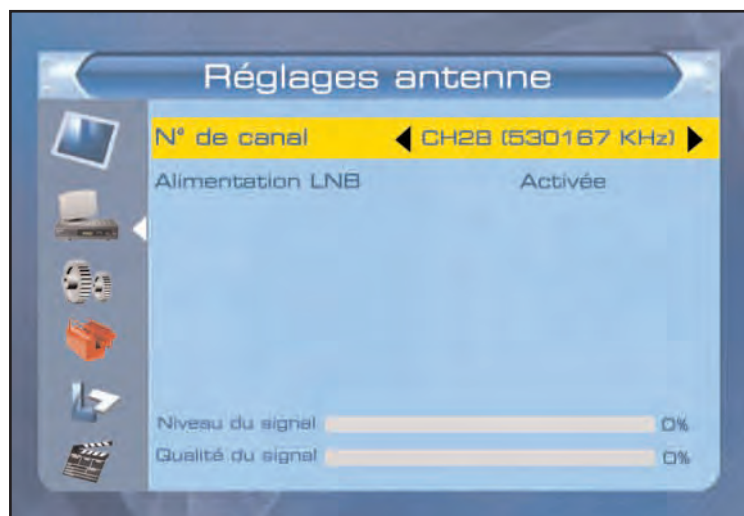 Réglages antenne
N° de canal CH28 (530167 KHz)
Alimentation LNB Activée
Niveau du signal 0%
Qualité du signal 0%